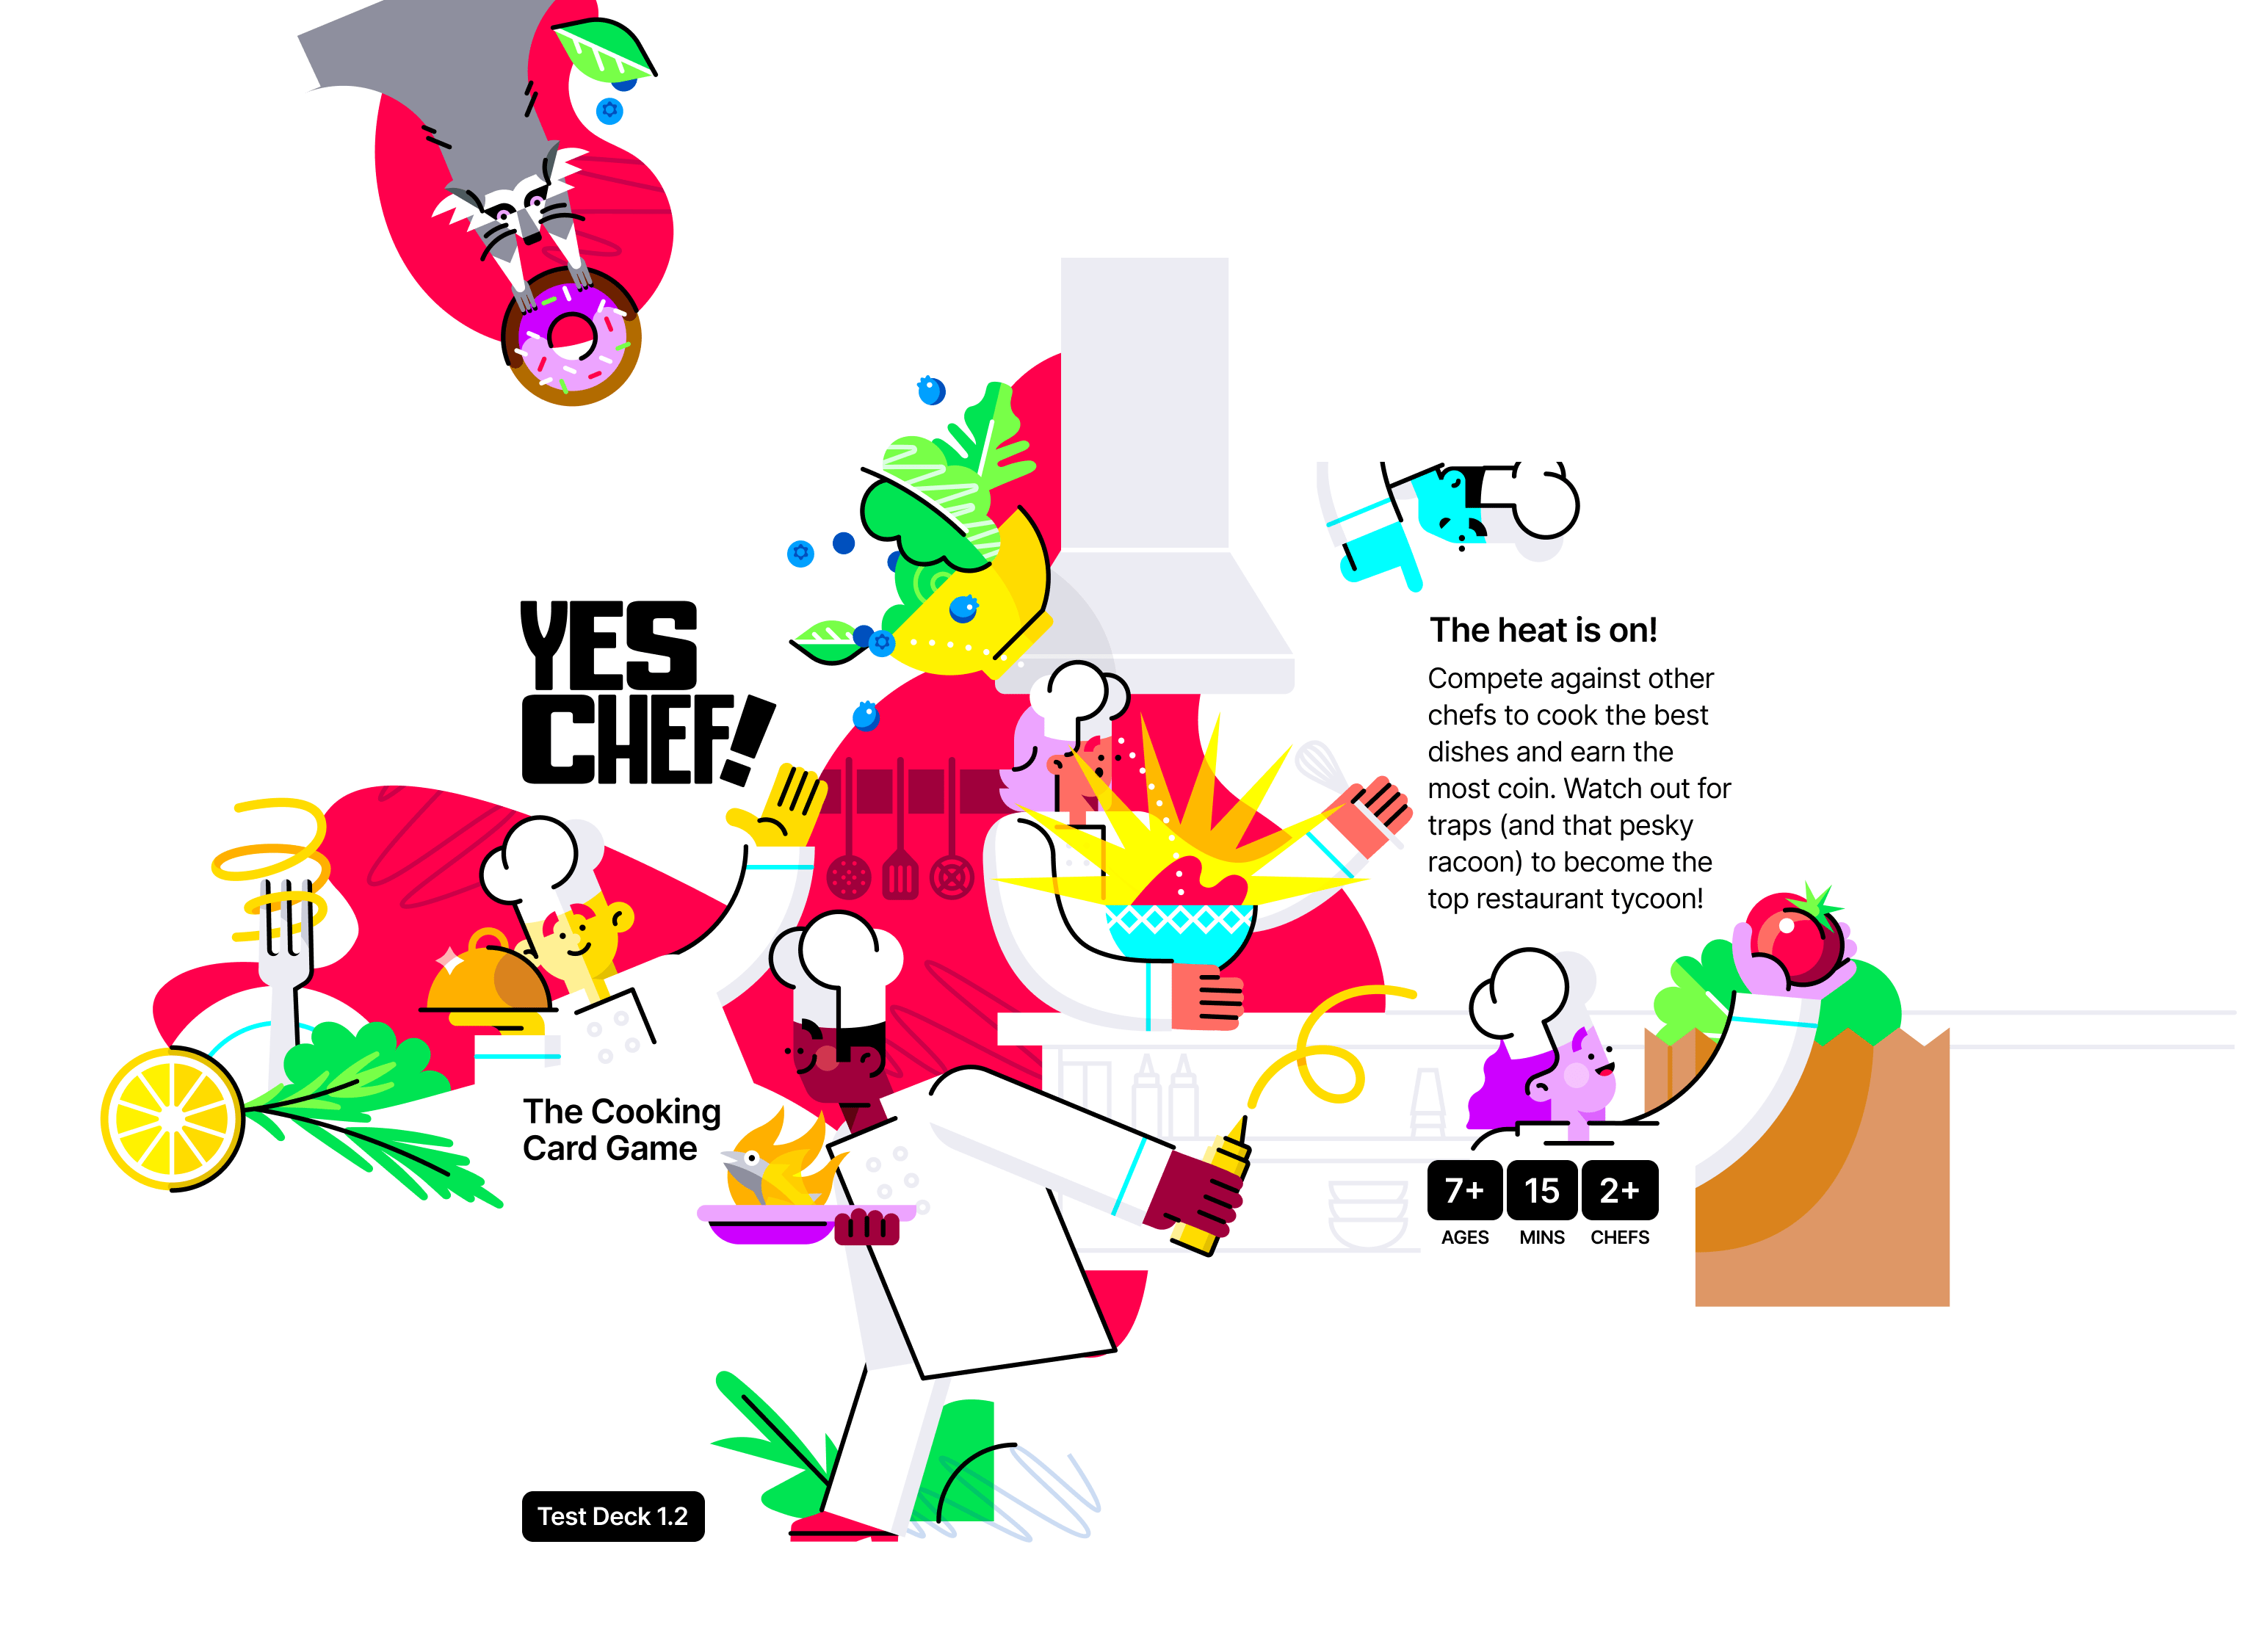 YES
CHEF!
The Cooking
Card Game
Test Deck 1.2
The heat is on!
Compete against other
chefs to cook the best
dishes and earn the
most coin. Watch out for
traps (and that pesky
racoon) to become the
top restaurant tycoon!
7+ 15 2+
AGES MINS CHEFS